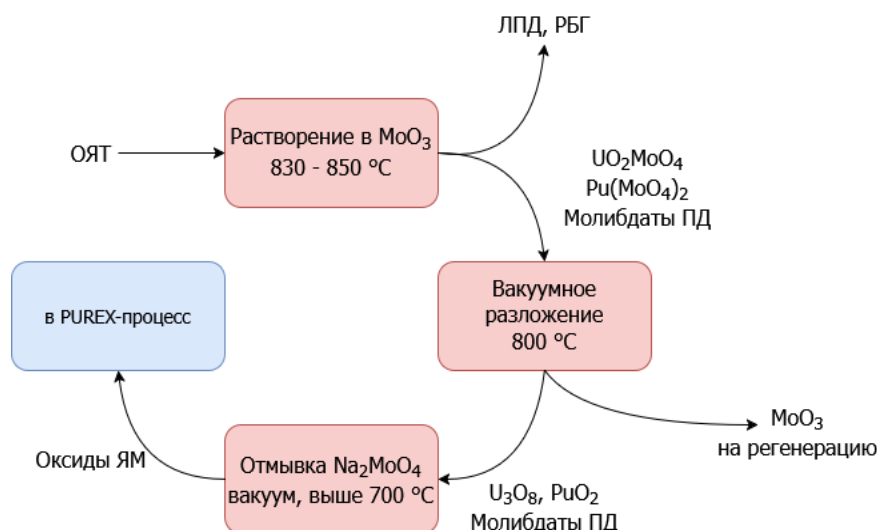 ЛПД, РБГ
ОЯТ
Растворение в MoO₃
830 - 850 °C
UO₂MoO₄
Pu(MoO₄)₂
Молибдаты ПД
в PUREX-процесс
Вакуумное
разложение
800 °C
MoO₃
на регенерацию
Оксиды ЯМ
Отмывка Na₂MoO₄
вакуум, выше 700 °C
U₃O₈, PuO₂
Молибдаты ПД